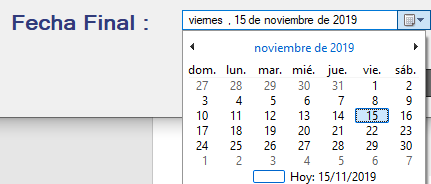 Fecha Final : viernes , 15 de noviembre de 2019
noviembre de 2019
dom. lun. mar. mié. jue. vie. sáb.
27 28 29 30 31 1 2
3 4 5 6 7 8 9
10 11 12 13 14 15 16
17 18 19 20 21 22 23
24 25 26 27 28 29 30
1 2 3 4 5 6 7
Hoy: 15/11/2019